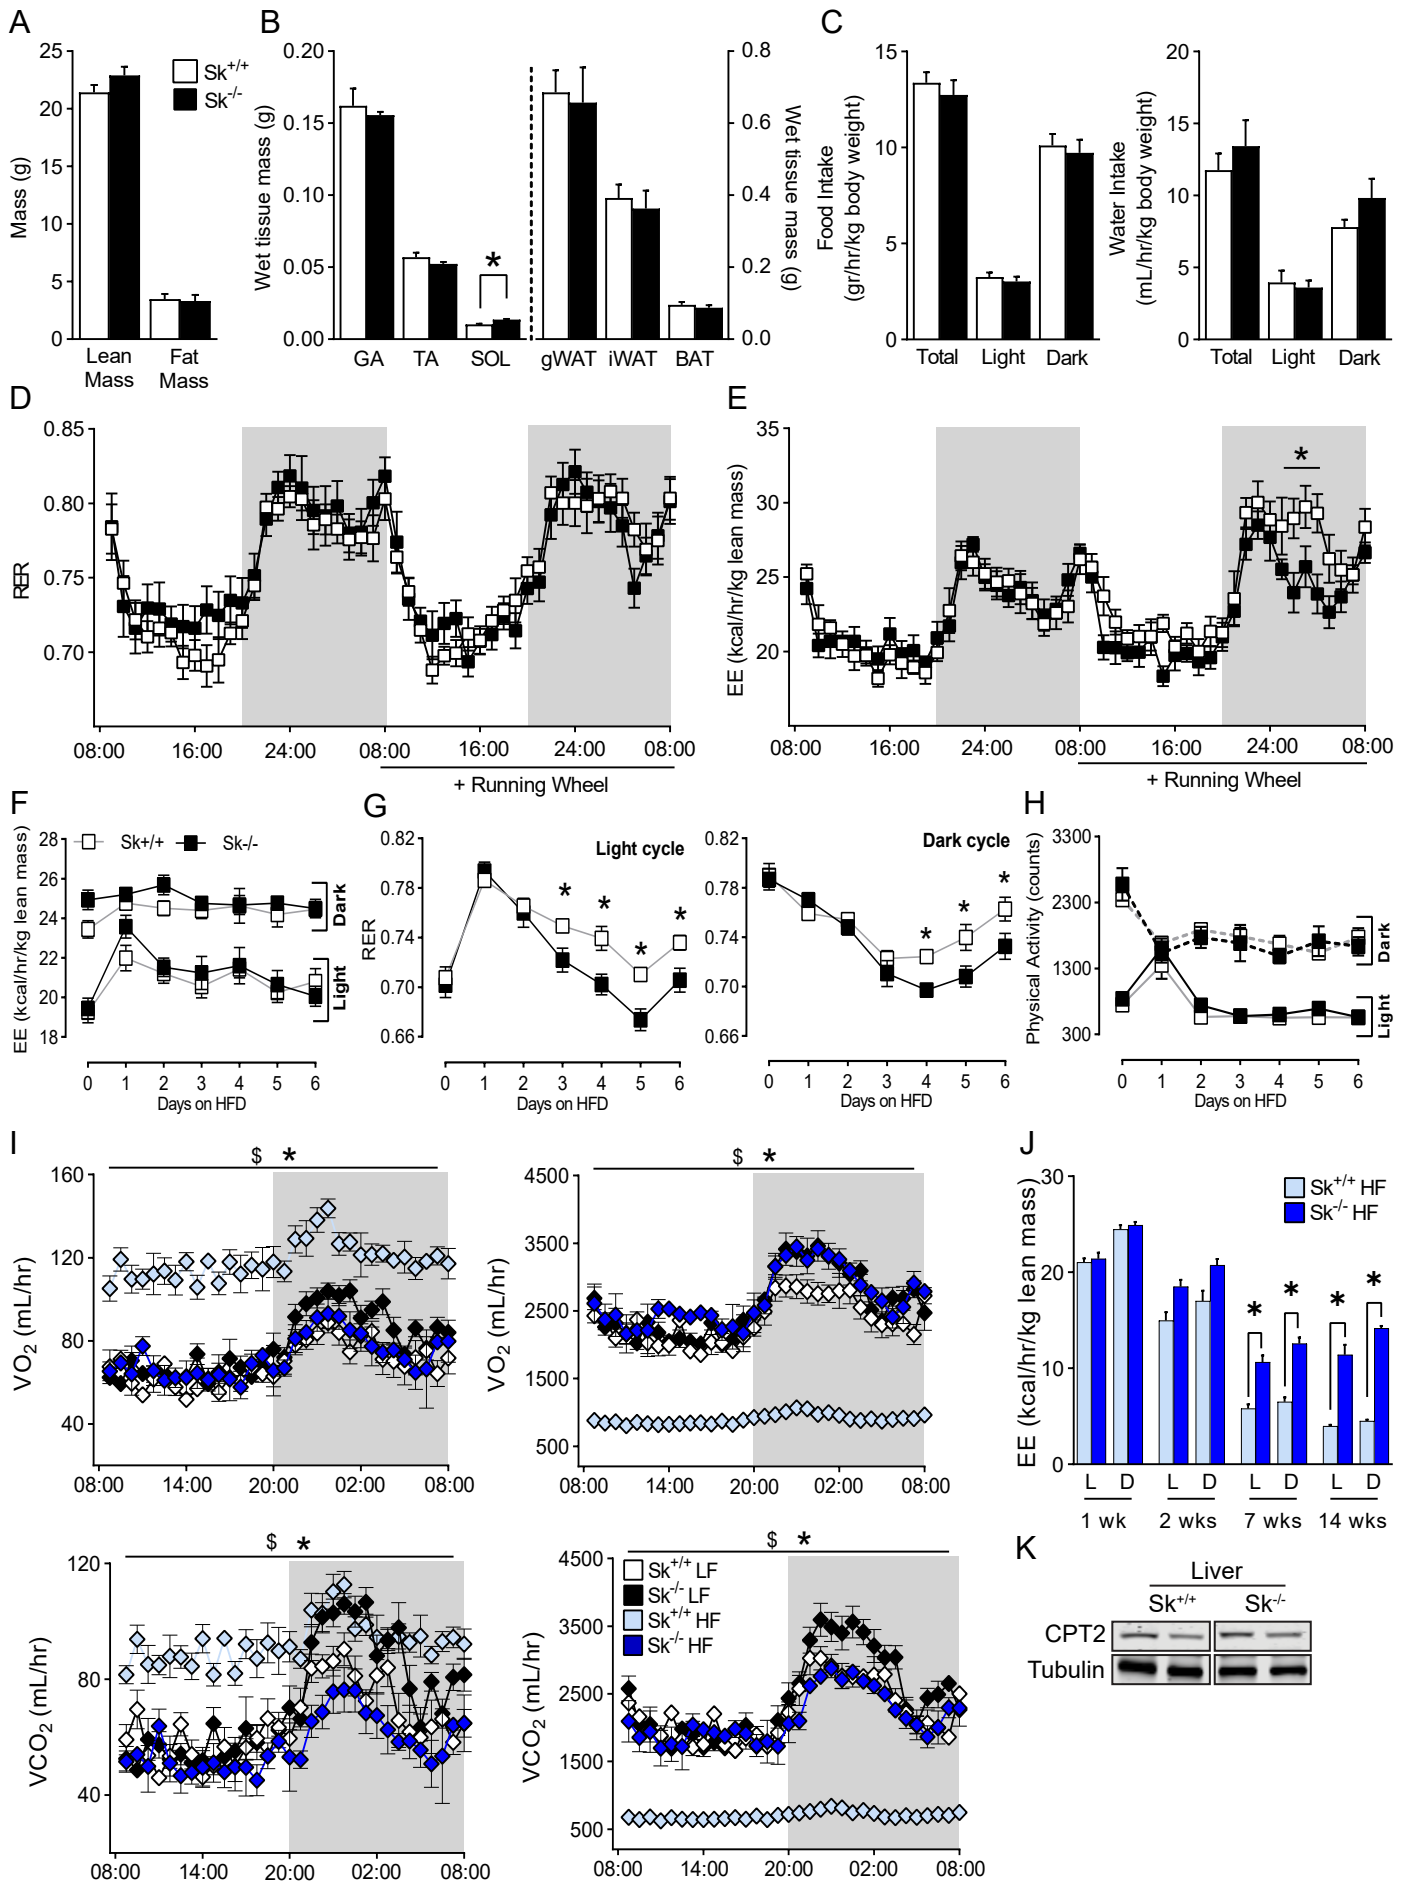 A
B
C
25
20
15
10
5
0
Mass (g)
Sk+/+
Sk-/-
Lean
Mass
Fat
Mass
0.20
0.15
0.10
0.05
0.00
Wet tissue mass (g)
*
GA
TA
SOL
gWAT
iWAT
BAT
0.8
0.6
0.4
0.2
0.0
Wet tissue mass (g)
15
10
5
0
Food Intake
(gr/hr/kg body weight)
Total
Light
Dark
20
15
10
5
0
Water Intake
(mL/hr/kg body weight)
Total
Light
Dark
D
0.85
0.80
0.75
0.70
RER
08:00
16:00
24:00
08:00
16:00
24:00
08:00
+ Running Wheel
E
35
30
25
20
EE (kcal/hr/kg lean mass)
*
08:00
16:00
24:00
08:00
16:00
24:00
08:00
+ Running Wheel
F
28
26
24
22
20
18
EE (kcal/hr/kg lean mass)
Sk+/+
Sk-/-
Dark
Light
0 1 2 3 4 5 6
Days on HFD
G
0.82
0.78
0.74
0.70
0.66
RER
Light cycle
* * * *
0 1 2 3 4 5 6
Days on HFD
0.82
0.78
0.74
0.70
0.66
Dark cycle
* * *
0 1 2 3 4 5 6
Days on HFD
H
3300
2300
1300
300
Physical Activity (counts)
Dark
Light
0 1 2 3 4 5 6
Days on HFD
I
$ *
160
120
80
40
VO2 (mL/hr)
08:00
14:00
20:00
02:00
08:00
$ *
4500
3500
2500
1500
500
VO2 (mL/hr)
08:00
14:00
20:00
02:00
08:00
J
30
20
10
0
EE (kcal/hr/kg lean mass)
Sk+/+ HF
Sk-/- HF
* * * *
L D L D L D L D
1 wk
2 wks
7 wks
14 wks
$ *
120
80
40
VCO2 (mL/hr)
08:00
14:00
20:00
02:00
08:00
$ *
4500
3500
2500
1500
500
VCO2 (mL/hr)
Sk+/+ LF
Sk-/- LF
Sk+/+ HF
Sk-/- HF
08:00
14:00
20:00
02:00
08:00
K
Liver
Sk+/+
Sk-/-
CPT2
Tubulin